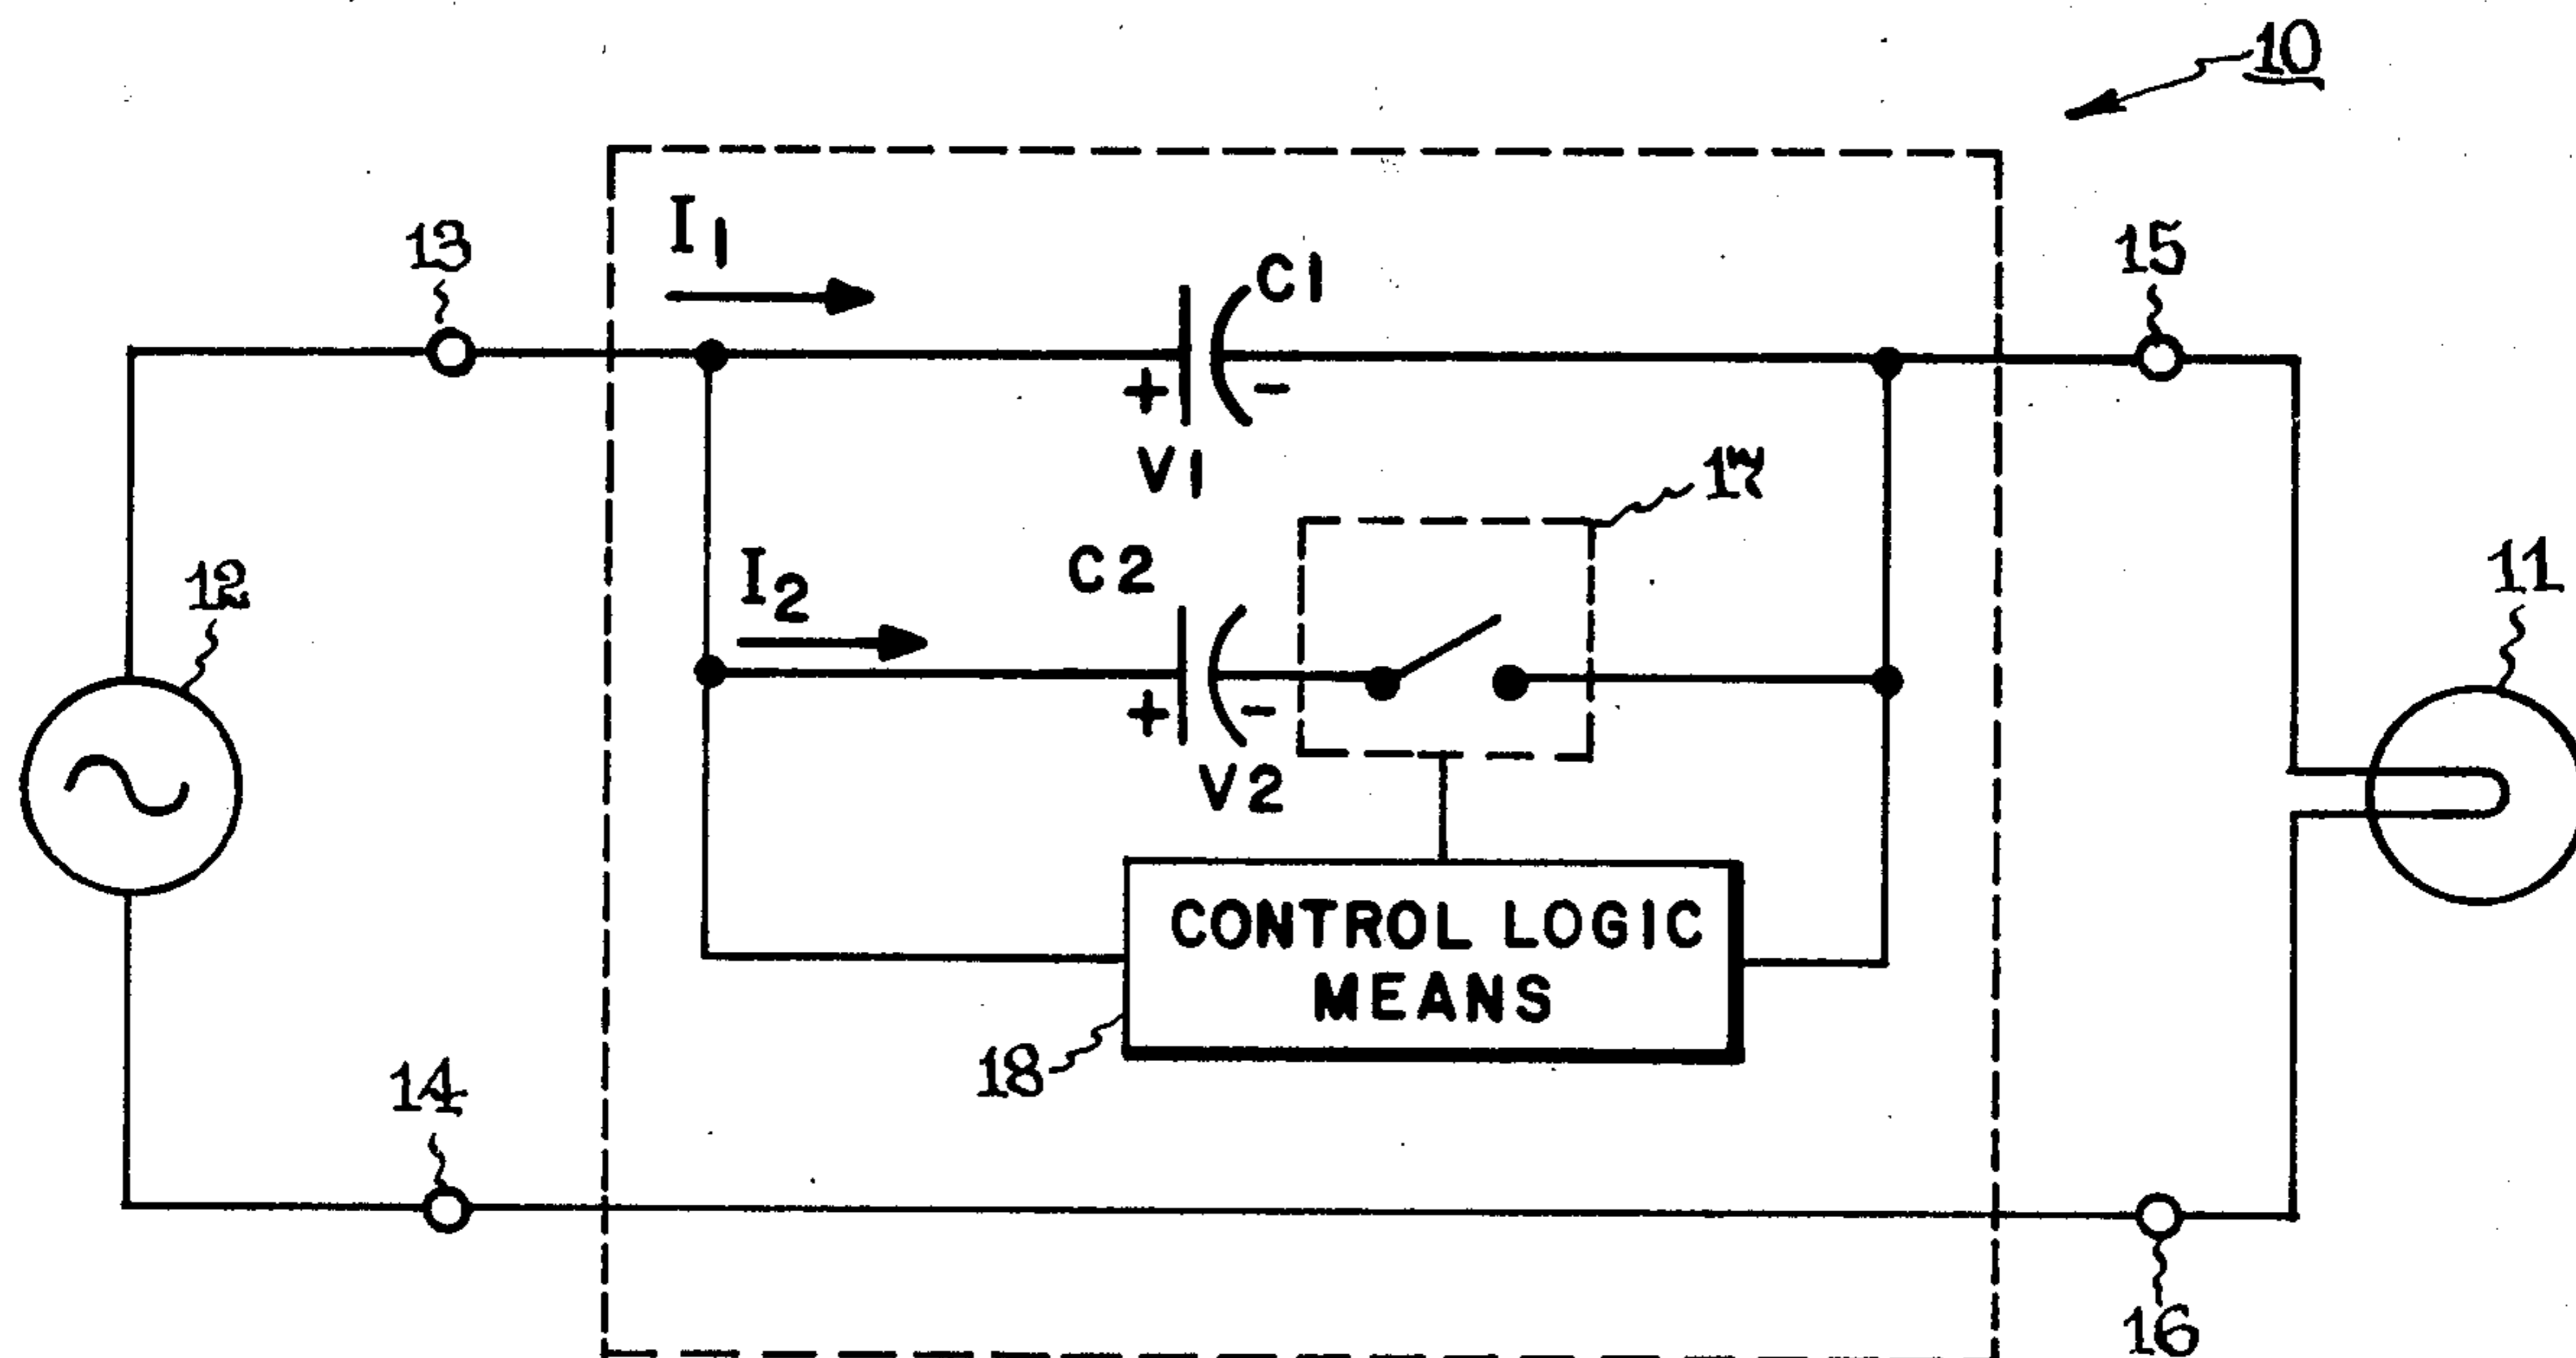 10
I1
13
C1
15
+ -
V1
17
I2
C2
12
11
+ -
V2
CONTROL LOGIC
MEANS
18
14
16